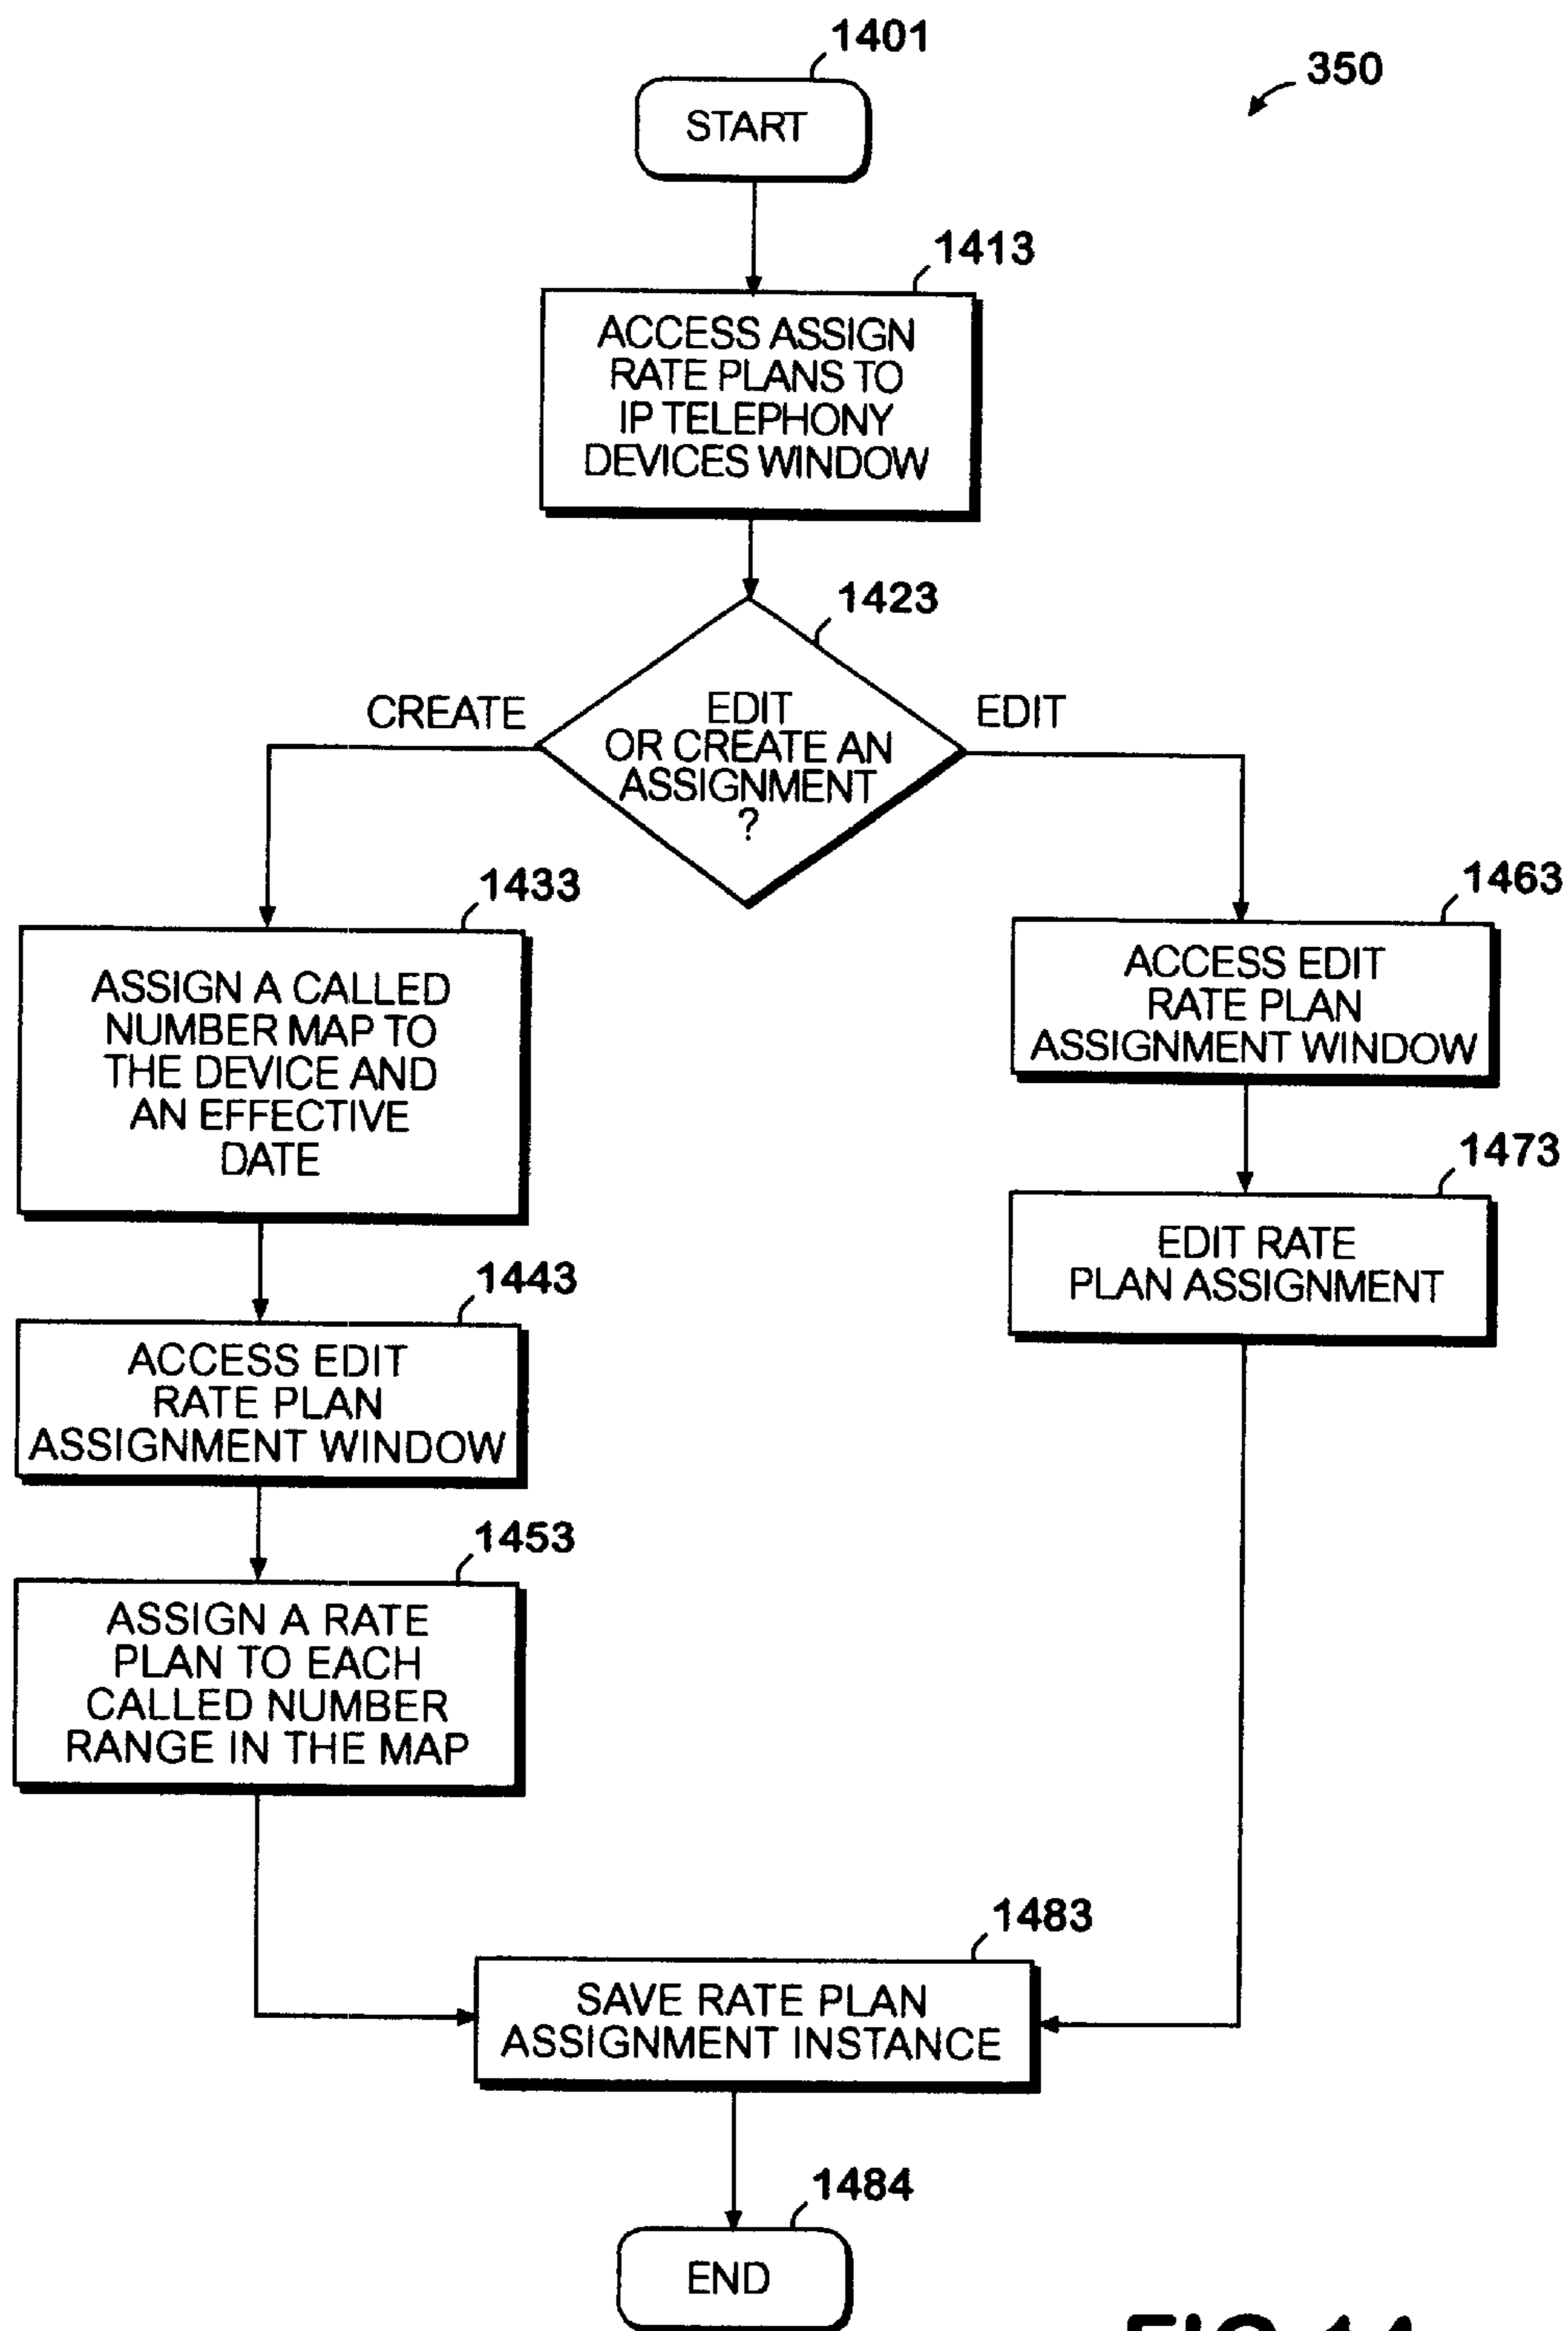 1401
350
START
1413
ACCESS ASSIGN
RATE PLANS TO
IP TELEPHONY
DEVICES WINDOW
1423
CREATE
EDIT
OR CREATE AN
ASSIGNMENT
?
EDIT
1433
ASSIGN A CALLED
NUMBER MAP TO
THE DEVICE AND
AN EFFECTIVE
DATE
1443
ACCESS EDIT
RATE PLAN
ASSIGNMENT WINDOW
1453
ASSIGN A RATE
PLAN TO EACH
CALLED NUMBER
RANGE IN THE MAP
1463
ACCESS EDIT
RATE PLAN
ASSIGNMENT WINDOW
1473
EDIT RATE
PLAN ASSIGNMENT
1483
SAVE RATE PLAN
ASSIGNMENT INSTANCE
1484
END